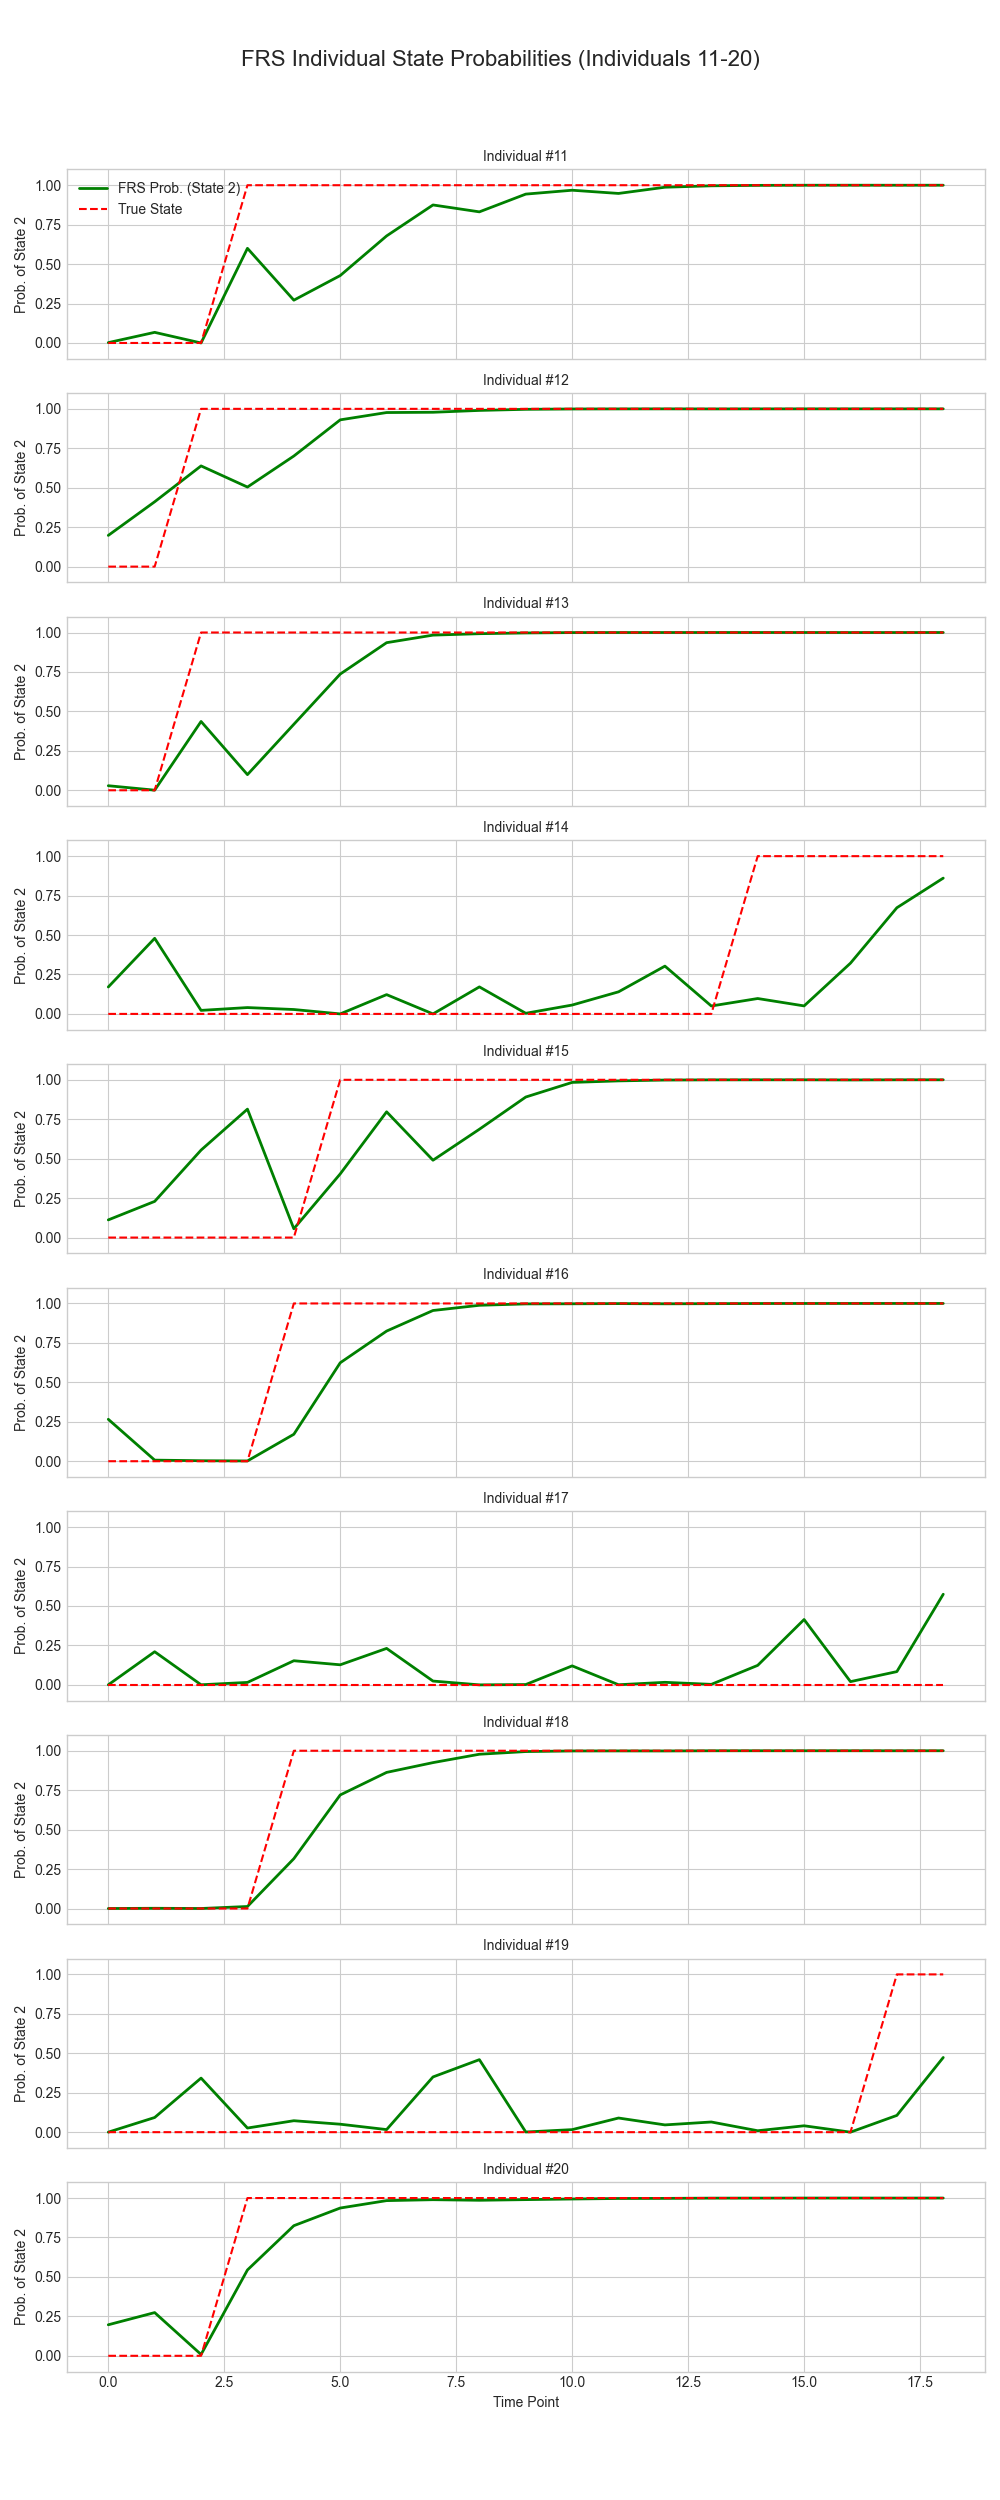 FRS Individual State Probabilities (Individuals 11-20)
Individual #11
FRS Prob. (State 2)
True State
Prob. of State 2
1.00
0.75
0.50
0.25
0.00
Individual #12
Prob. of State 2
1.00
0.75
0.50
0.25
0.00
Individual #13
Prob. of State 2
1.00
0.75
0.50
0.25
0.00
Individual #14
Prob. of State 2
1.00
0.75
0.50
0.25
0.00
Individual #15
Prob. of State 2
1.00
0.75
0.50
0.25
0.00
Individual #16
Prob. of State 2
1.00
0.75
0.50
0.25
0.00
Individual #17
Prob. of State 2
1.00
0.75
0.50
0.25
0.00
Individual #18
Prob. of State 2
1.00
0.75
0.50
0.25
0.00
Individual #19
Prob. of State 2
1.00
0.75
0.50
0.25
0.00
Individual #20
Prob. of State 2
1.00
0.75
0.50
0.25
0.00
0.0 2.5 5.0 7.5 10.0 12.5 15.0 17.5
Time Point